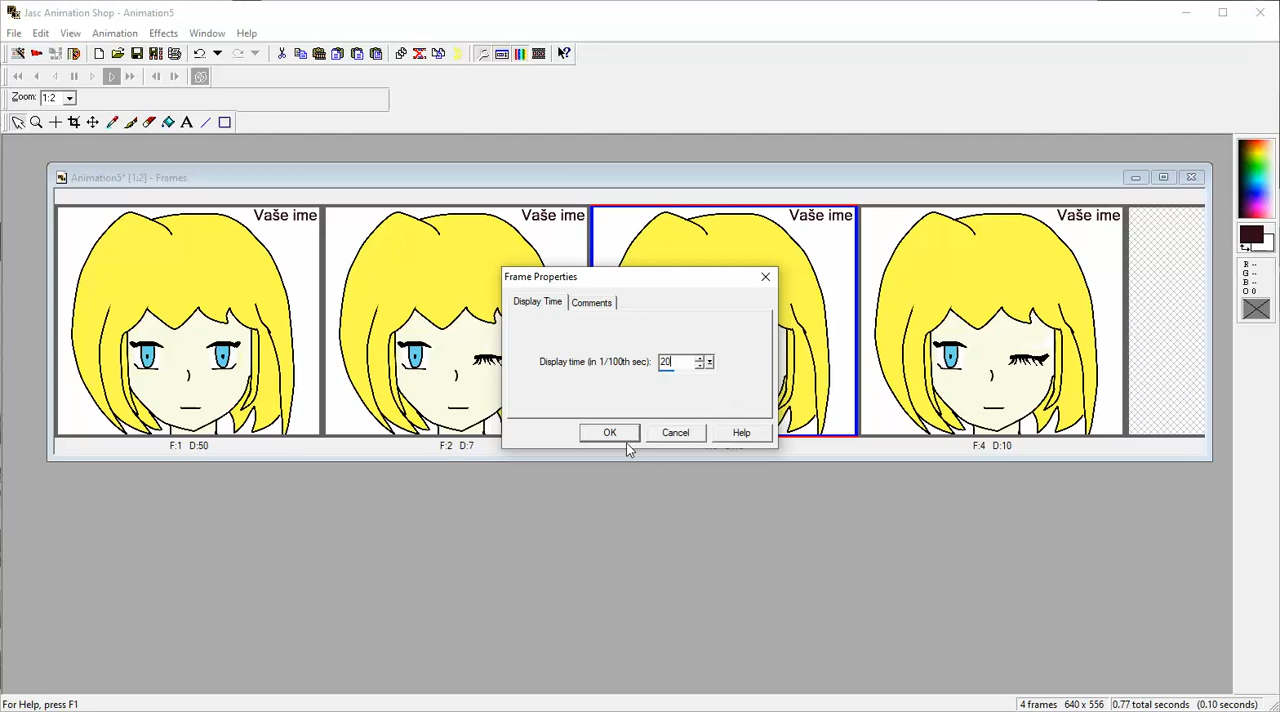 Jasc Animation Shop - Animation5
File Edit View Animation Effects Window Help
Zoom: 1:2
A
Animation5* [1:2] - Frames
Vaše ime Vaše ime Vaše ime Vaše ime
Frame Properties
Display Time Comments
Display time (in 1/100th sec): 20
OK Cancel Help
F:1 D:50 F:2 D:7 F:4 D:10
R --
G --
B --
O 0
For Help, press F1
4 frames 640 x 556 0.77 total seconds (0.10 seconds)